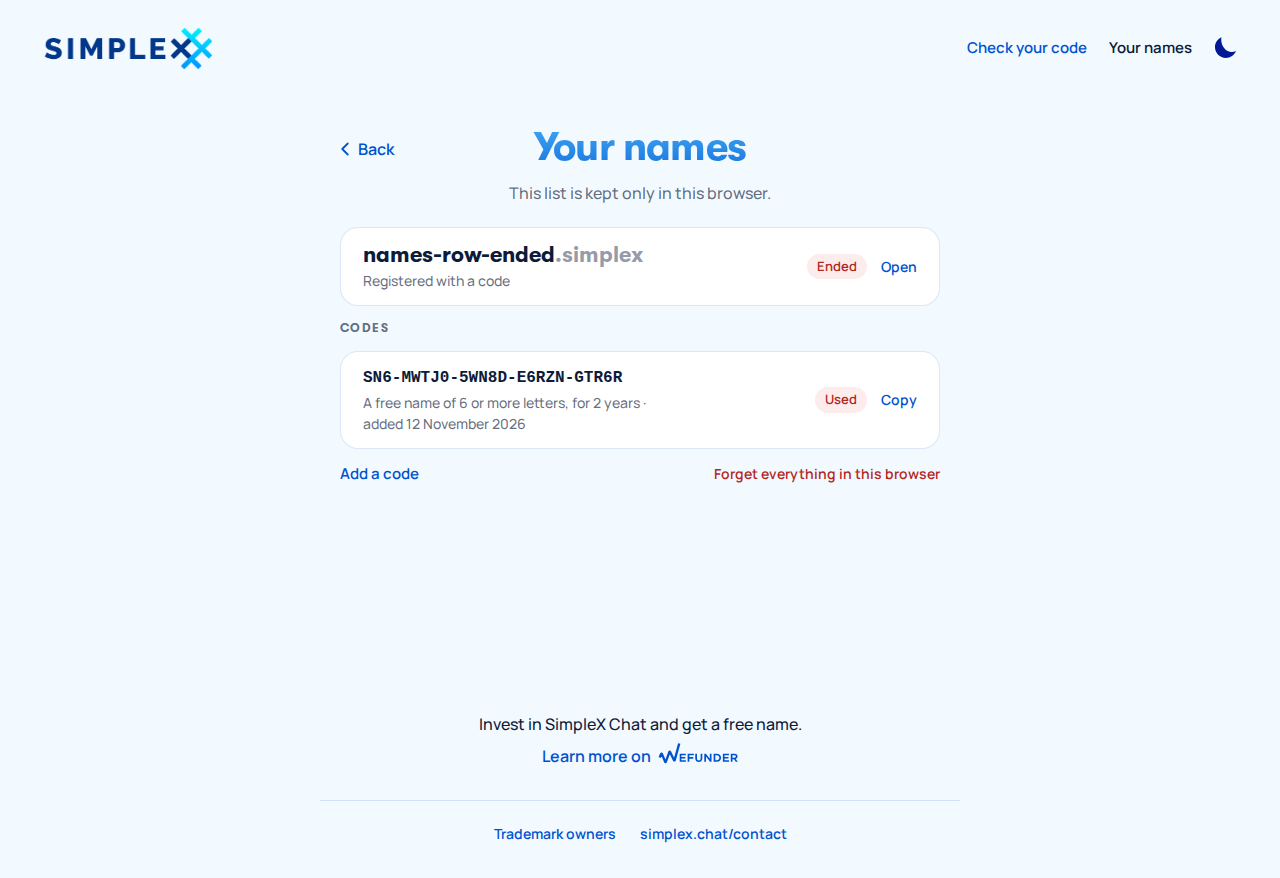 SIMPLEX
Check your code
Your names
Back
Your names
This list is kept only in this browser.
names-row-ended.simplex
Registered with a code
Ended
Open
CODES
SN6-MWTJ0-5WN8D-E6RZN-GTR6R
A free name of 6 or more letters, for 2 years ·
added 12 November 2026
Used
Copy
Add a code
Forget everything in this browser
Invest in SimpleX Chat and get a free name.
Learn more on WEFUNDER
Trademark owners
simplex.chat/contact